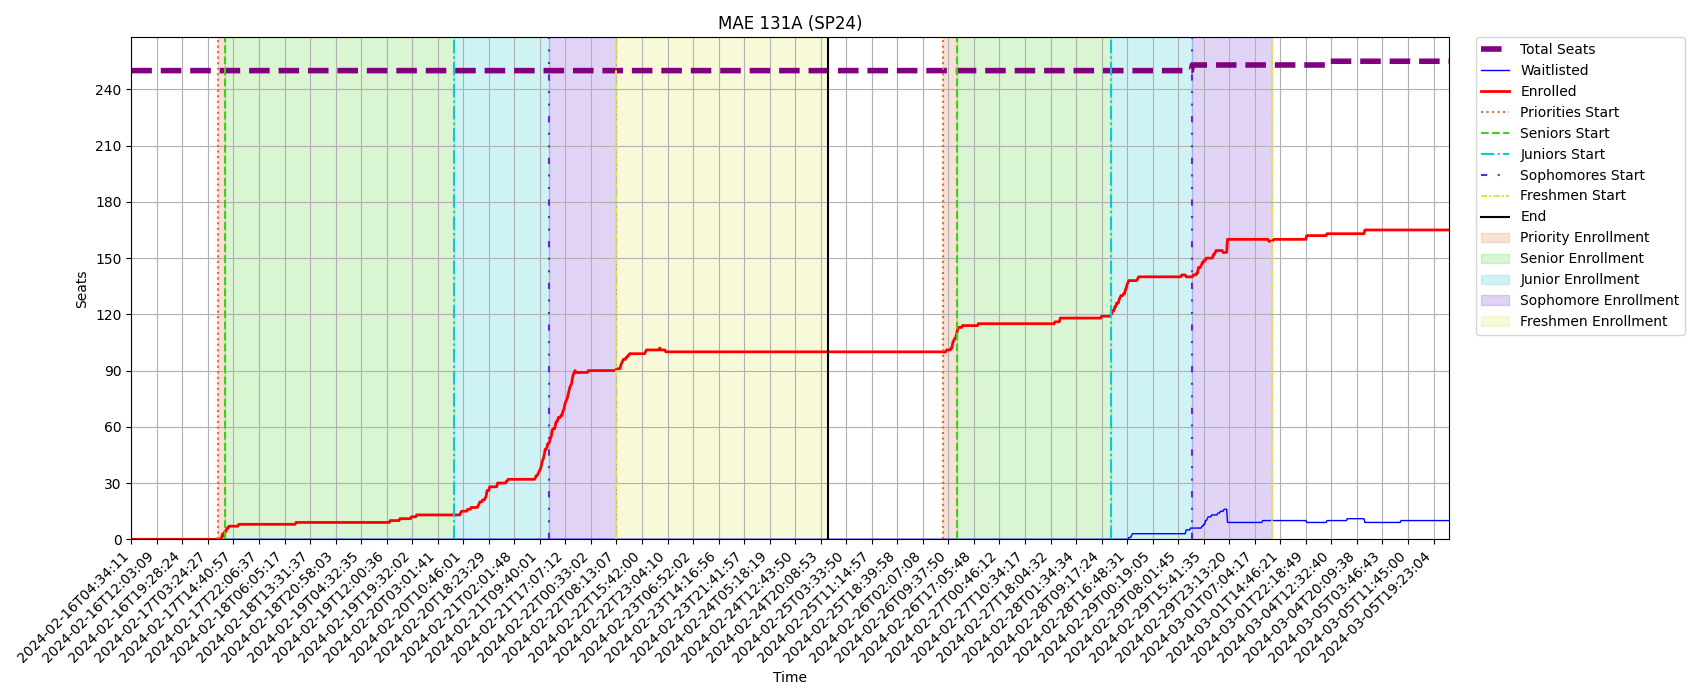 MAE 131A (SP24)
Seats
240
210
180
150
120
90
60
30
0
2024-02-16T04:34:11
2024-02-16T12:03:09
2024-02-16T19:28:24
2024-02-17T03:24:27
2024-02-17T14:40:57
2024-02-17T22:06:37
2024-02-18T06:05:17
2024-02-18T13:31:37
2024-02-18T20:58:03
2024-02-19T04:32:35
2024-02-19T12:00:36
2024-02-19T19:32:02
2024-02-20T03:01:41
2024-02-20T10:46:01
2024-02-20T18:23:29
2024-02-21T02:01:48
2024-02-21T09:40:01
2024-02-21T17:07:12
2024-02-22T00:33:02
2024-02-22T08:13:07
2024-02-22T15:42:00
2024-02-22T23:04:10
2024-02-23T06:52:02
2024-02-23T14:16:56
2024-02-23T21:41:57
2024-02-24T05:18:19
2024-02-24T12:43:50
2024-02-24T20:08:53
2024-02-25T03:33:50
2024-02-25T11:14:57
2024-02-25T18:39:58
2024-02-26T02:07:08
2024-02-26T09:37:50
2024-02-26T17:05:48
2024-02-27T00:46:12
2024-02-27T10:34:17
2024-02-27T18:04:32
2024-02-28T01:34:34
2024-02-28T09:17:24
2024-02-28T16:48:31
2024-02-29T00:19:05
2024-02-29T08:01:45
2024-02-29T15:41:35
2024-02-29T23:13:20
2024-03-01T07:04:17
2024-03-01T14:46:21
2024-03-01T22:18:49
2024-03-04T12:32:40
2024-03-04T20:09:38
2024-03-05T03:46:43
2024-03-05T11:45:00
2024-03-05T19:23:04
Time
Total Seats
Waitlisted
Enrolled
Priorities Start
Seniors Start
Juniors Start
Sophomores Start
Freshmen Start
End
Priority Enrollment
Senior Enrollment
Junior Enrollment
Sophomore Enrollment
Freshmen Enrollment